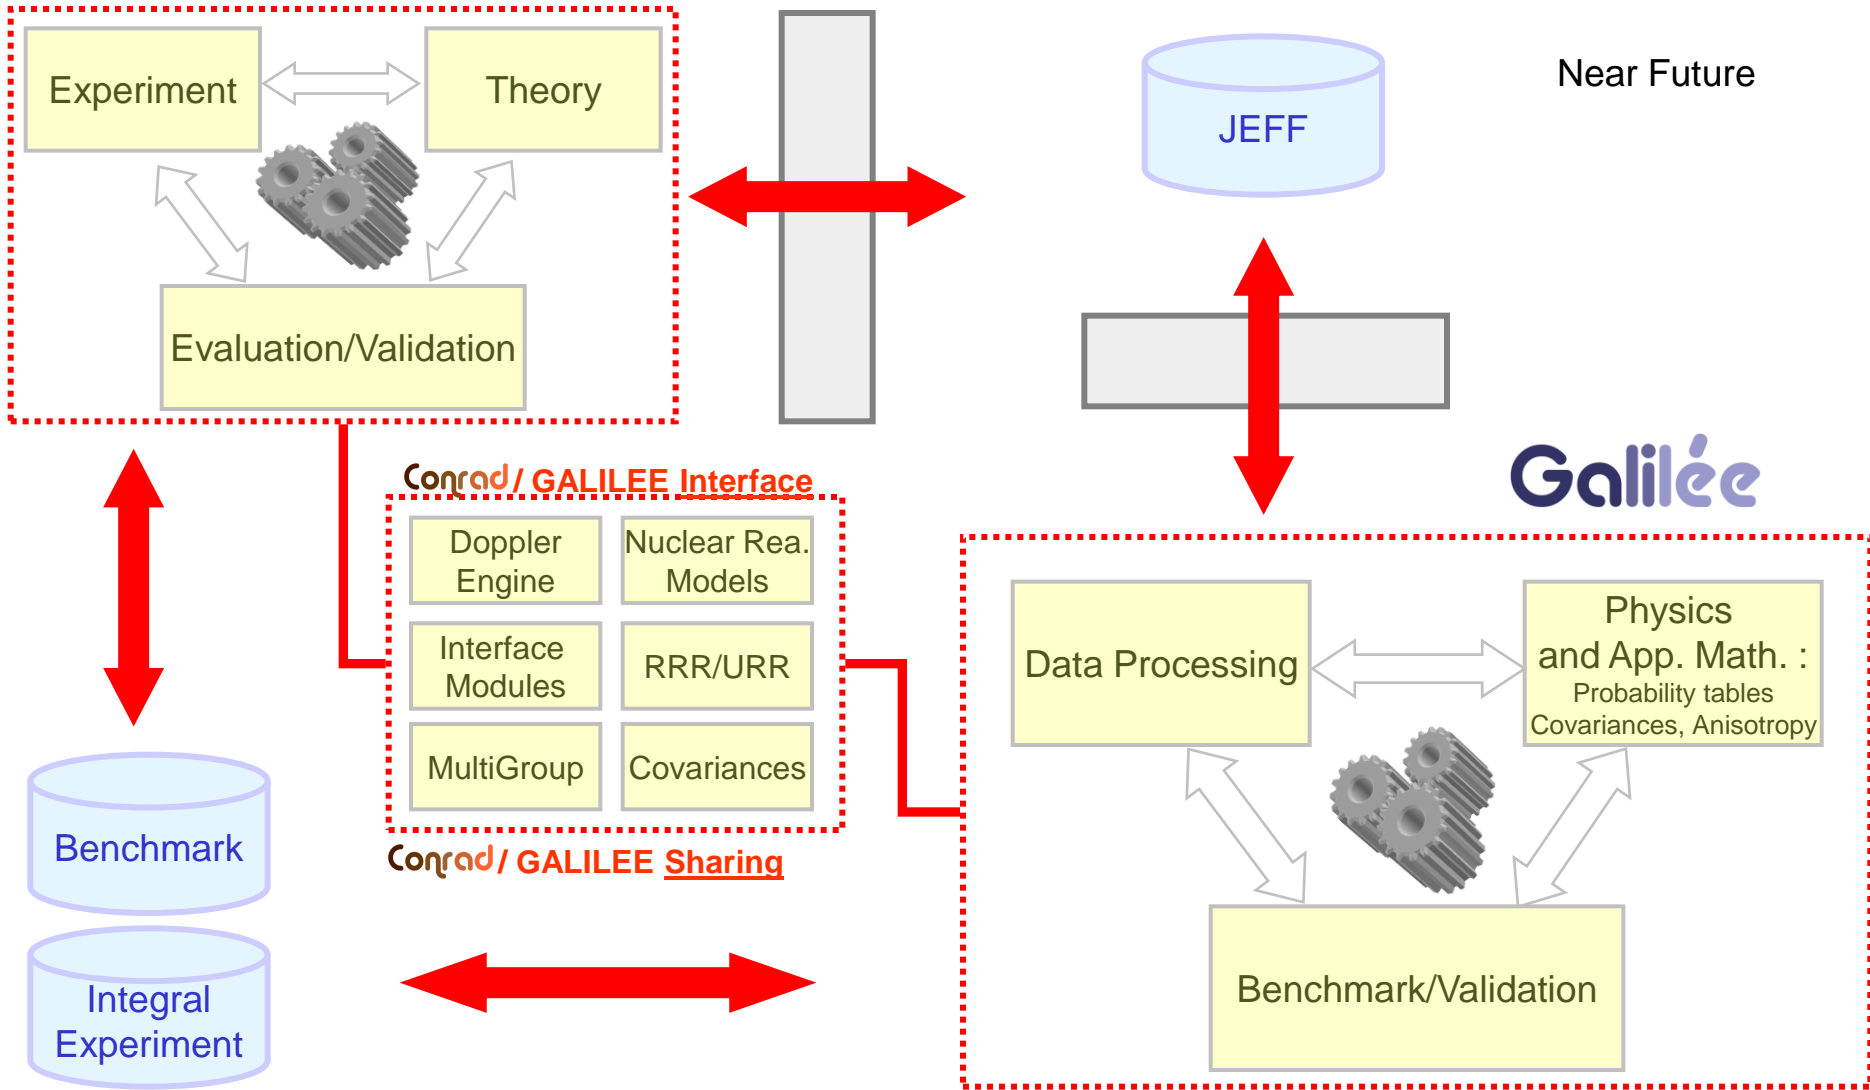 Experiment
Theory
Evaluation/Validation
JEFF
Near Future
Conrad / GALILEE Interface
Doppler
Engine
Nuclear Rea.
Models
Interface
Modules
RRR/URR
MultiGroup
Covariances
Conrad / GALILEE Sharing
Galilée
Data Processing
Physics
and App. Math. :
Probability tables
Covariances, Anisotropy
Benchmark/Validation
Benchmark
Integral
Experiment